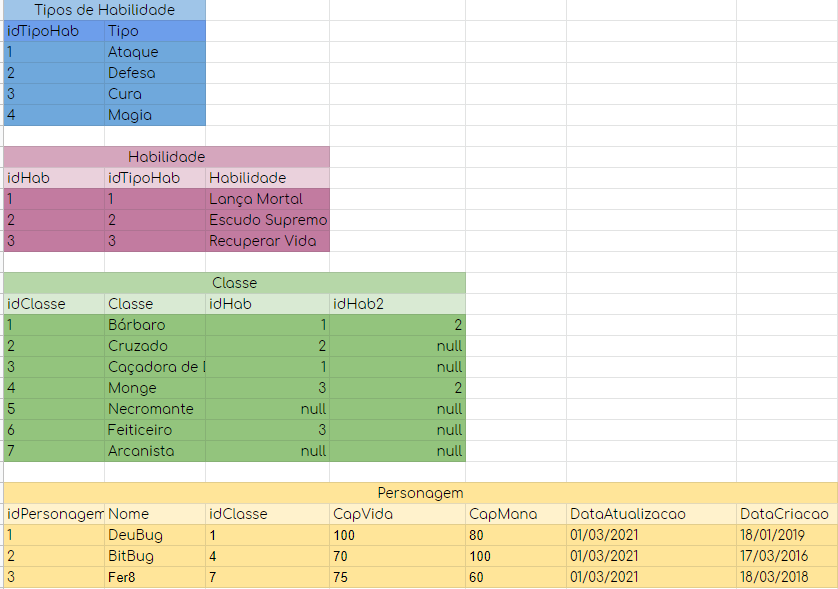 Tipos de Habilidade
idTipoHab Tipo
1 Ataque
2 Defesa
3 Cura
4 Magia
Habilidade
idHab idTipoHab Habilidade
1 1 Lança Mortal
2 2 Escudo Supremo
3 3 Recuperar Vida
Classe
idClasse Classe idHab idHab2
1 Bárbaro 1 2
2 Cruzado 2 null
3 Caçadora de 1 null
4 Monge 3 2
5 Necromante null null
6 Feiticeiro 3 null
7 Arcanista null null
Personagem
idPersonagem Nome idClasse CapVida CapMana DataAtualizacao DataCriacao
1 DeuBug 1 100 80 01/03/2021 18/01/2019
2 BitBug 4 70 100 01/03/2021 17/03/2016
3 Fer8 7 75 60 01/03/2021 18/03/2018